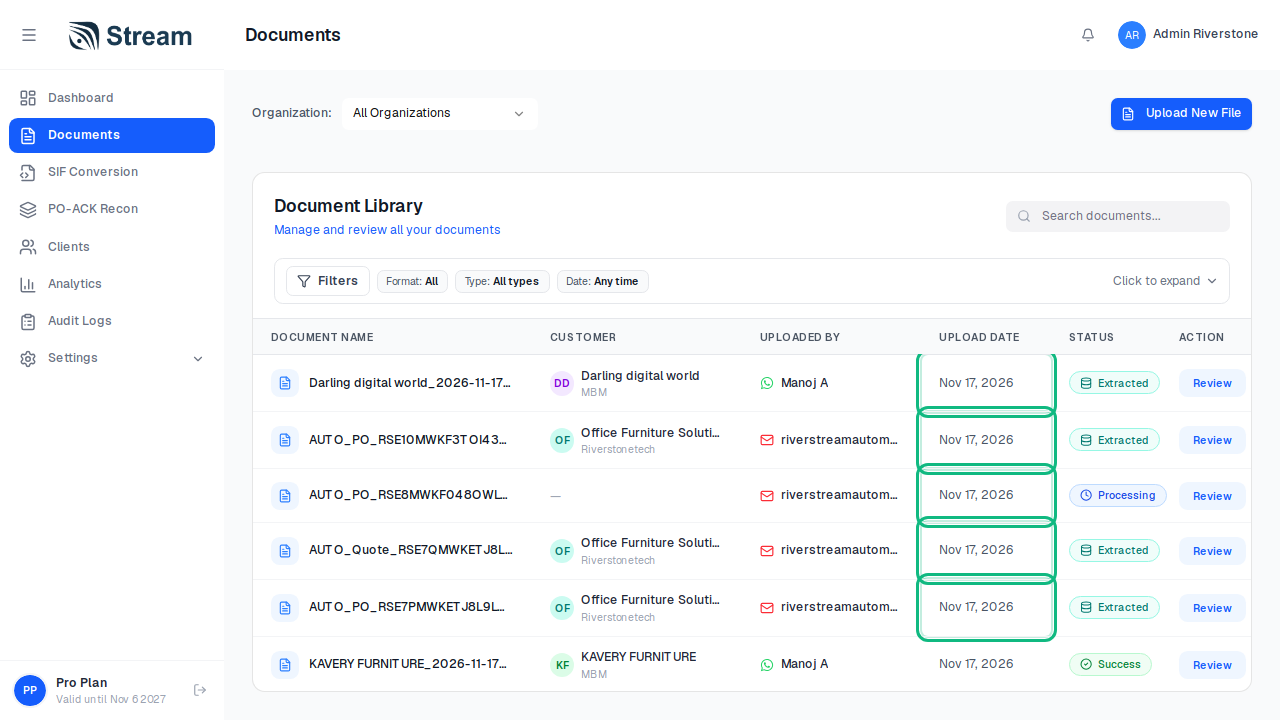 Stream
Documents
AR
Admin Riverstone
Dashboard
Documents
SIF Conversion
PO-ACK Recon
Clients
Analytics
Audit Logs
Settings
PP
Pro Plan
Valid until Nov 6 2027
Organization:
All Organizations
Upload New File
Document Library
Manage and review all your documents
Search documents...
Filters
Format: All
Type: All types
Date: Any time
Click to expand
DOCUMENT NAME CUSTOMER UPLOADED BY UPLOAD DATE STATUS ACTION
Darling digital world_2026-11-17... DD Darling digital world MBM Manoj A Nov 17, 2026 Extracted Review
AUTO_PO_RSE10MWKF3TOI43... OF Office Furniture Soluti... Riverstonetech riverstreamautom... Nov 17, 2026 Extracted Review
AUTO_PO_RSE8MWKF048OWL... — riverstreamautom... Nov 17, 2026 Processing Review
AUTO_Quote_RSE7QMWKETJ8L... OF Office Furniture Soluti... Riverstonetech riverstreamautom... Nov 17, 2026 Extracted Review
AUTO_PO_RSE7PMWKETJ8L9L... OF Office Furniture Soluti... Riverstonetech riverstreamautom... Nov 17, 2026 Extracted Review
KAVERY FURNITURE_2026-11-17... KF KAVERY FURNITURE MBM Manoj A Nov 17, 2026 Success Review